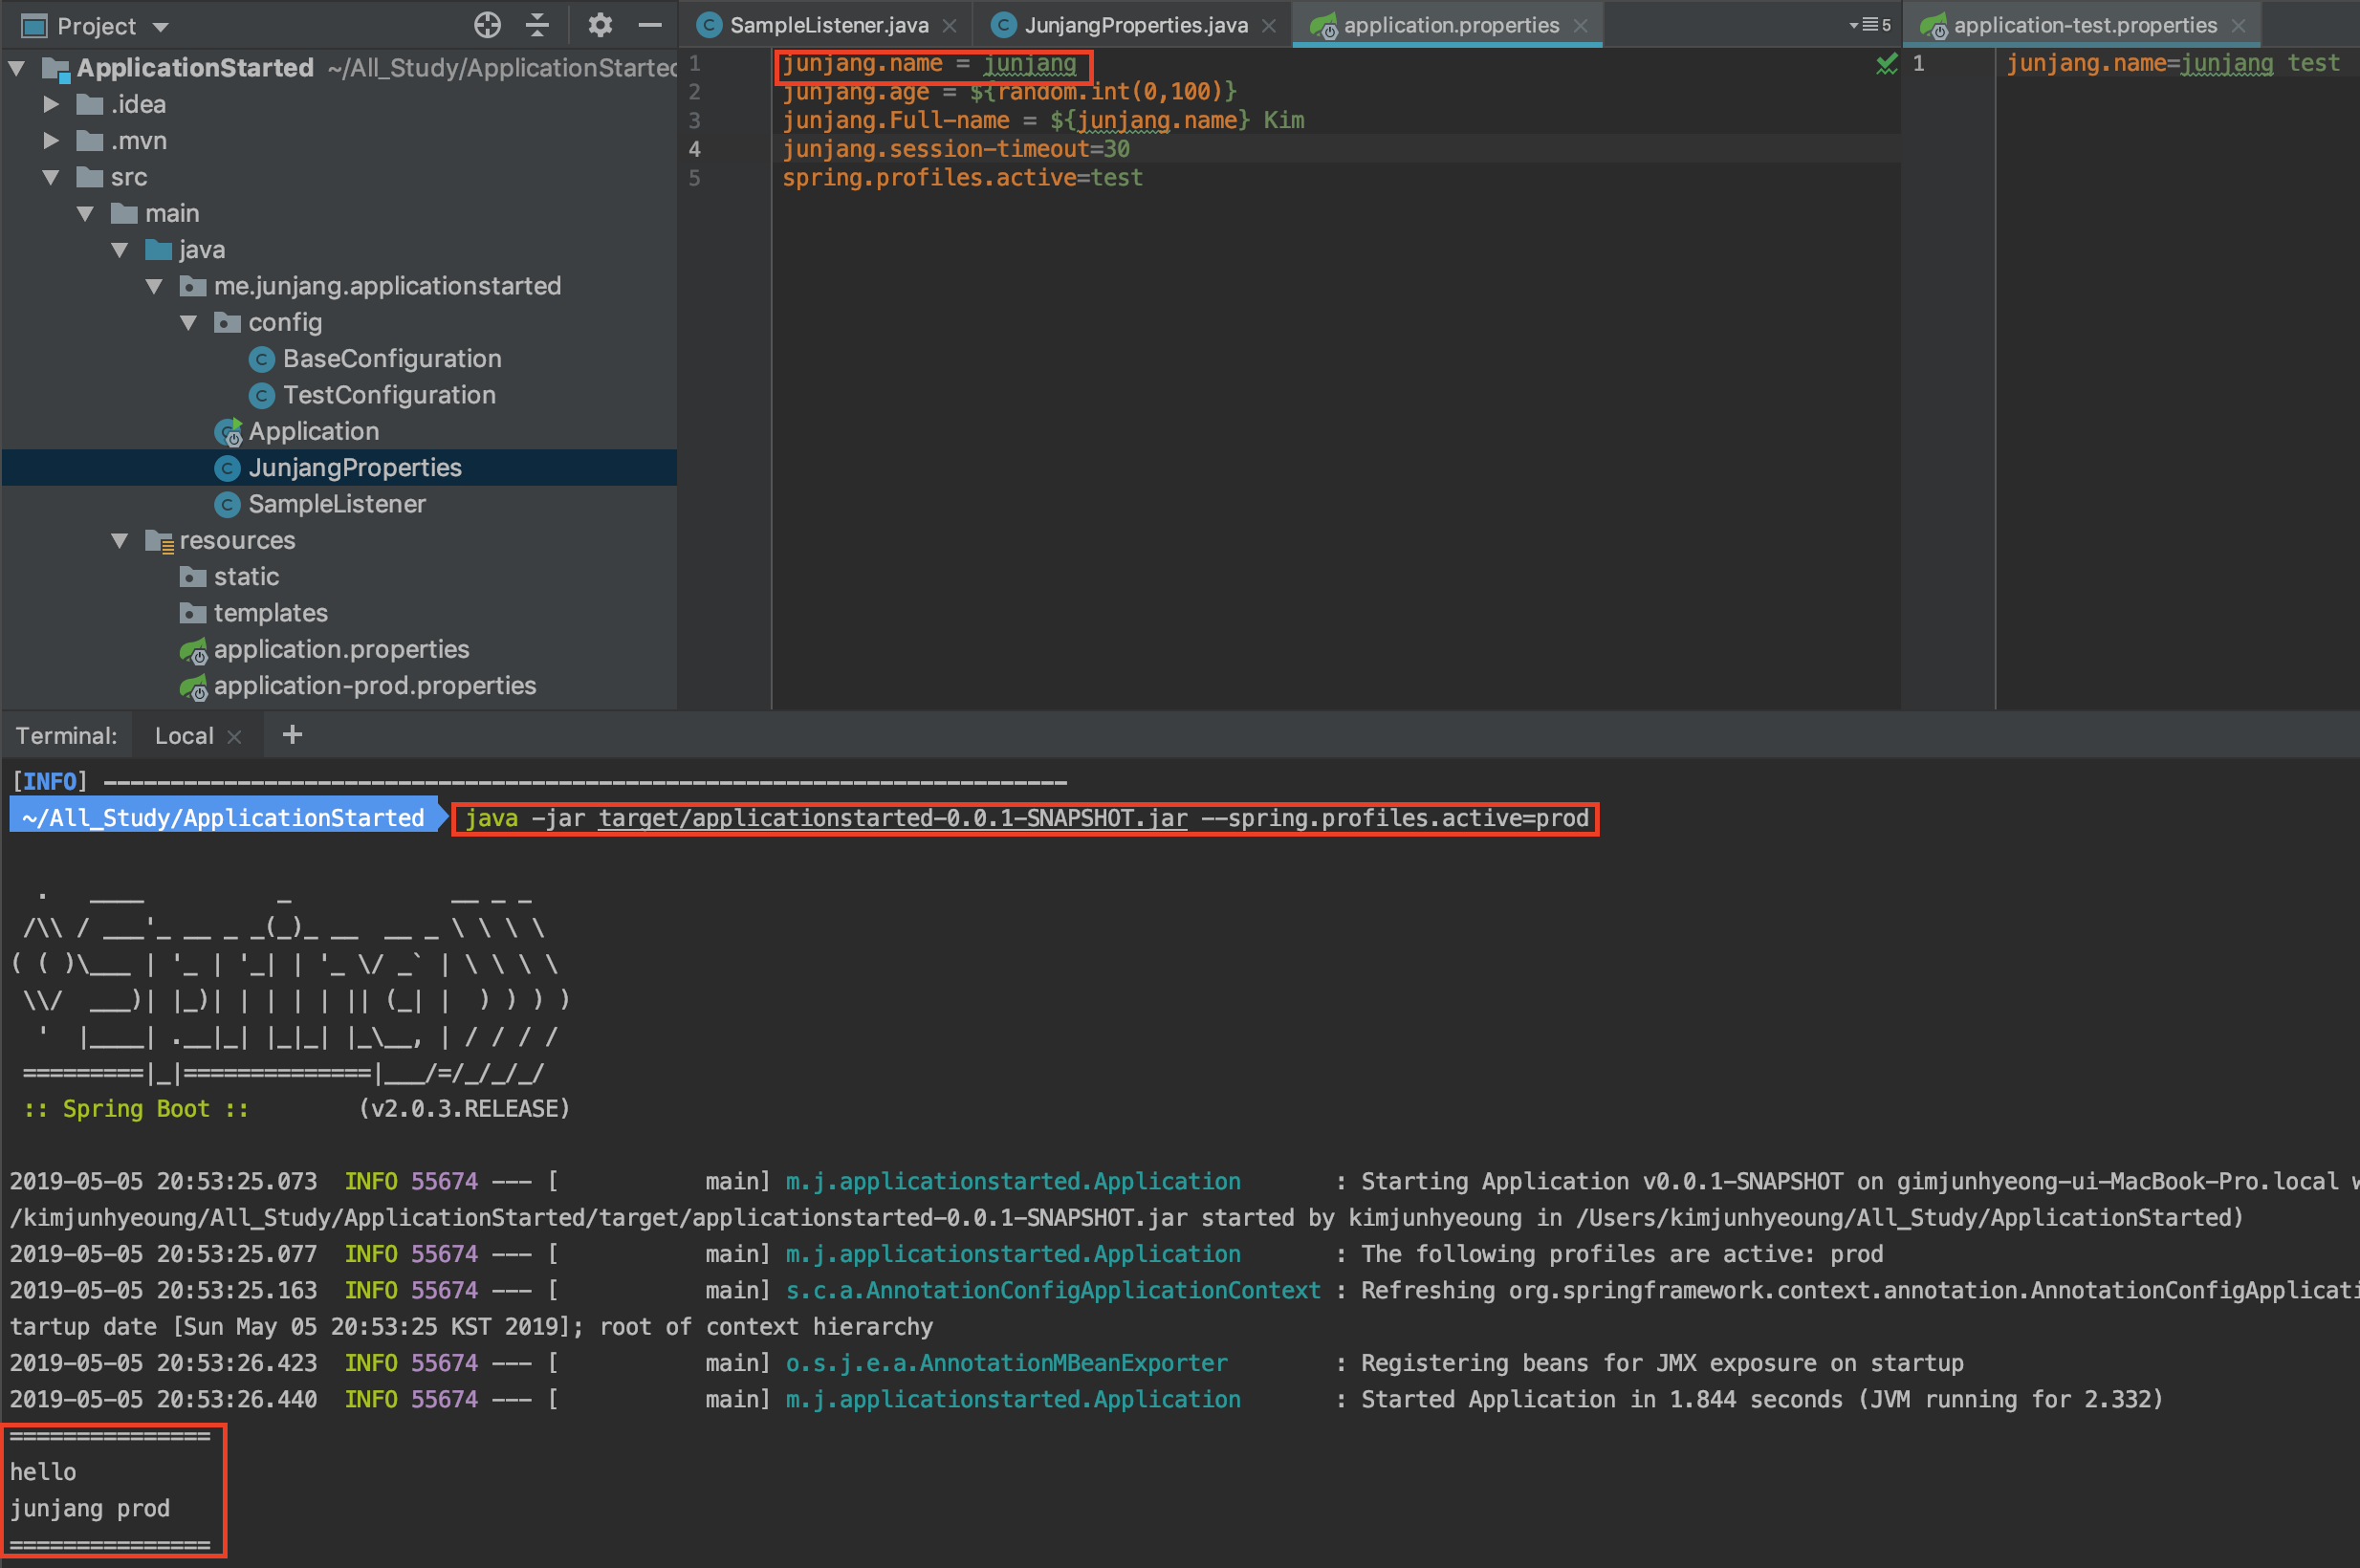 Project
ApplicationStarted ~/All_Study/ApplicationStarted
.idea
.mvn
src
main
java
me.junjang.applicationstarted
config
BaseConfiguration
TestConfiguration
Application
JunjangProperties
SampleListener
resources
static
templates
application.properties
application-prod.properties
SampleListener.java
JunjangProperties.java
application.properties
5
application-test.properties
1 junjang.name = junjang
2 junjang.age = ${random.int(0,100)}
3 junjang.Full-name = ${junjang.name} Kim
4 junjang.session-timeout=30
5 spring.profiles.active=test
1 junjang.name=junjang test
Terminal: Local +
[INFO] ------------------------------------------------------------------------
~/All_Study/ApplicationStarted java -jar target/applicationstarted-0.0.1-SNAPSHOT.jar --spring.profiles.active=prod
  .   ____          _            __ _ _
 /\\ / ___'_ __ _ _(_)_ __  __ _ \ \ \ \
( ( )\___ | '_ | '_| | '_ \/ _` | \ \ \ \
 \\/  ___)| |_)| | | | | || (_| |  ) ) ) )
  '  |____| .__|_| |_|_| |_\__, | / / / /
 =========|_|==============|___/=/_/_/_/
 :: Spring Boot ::        (v2.0.3.RELEASE)
2019-05-05 20:53:25.073  INFO 55674 --- [           main] m.j.applicationstarted.Application       : Starting Application v0.0.1-SNAPSHOT on gimjunhyeong-ui-MacBook-Pro.local w
/kimjunhyeoung/All_Study/ApplicationStarted/target/applicationstarted-0.0.1-SNAPSHOT.jar started by kimjunhyeoung in /Users/kimjunhyeoung/All_Study/ApplicationStarted)
2019-05-05 20:53:25.077  INFO 55674 --- [           main] m.j.applicationstarted.Application       : The following profiles are active: prod
2019-05-05 20:53:25.163  INFO 55674 --- [           main] s.c.a.AnnotationConfigApplicationContext : Refreshing org.springframework.context.annotation.AnnotationConfigApplicati
tartup date [Sun May 05 20:53:25 KST 2019]; root of context hierarchy
2019-05-05 20:53:26.423  INFO 55674 --- [           main] o.s.j.e.a.AnnotationMBeanExporter        : Registering beans for JMX exposure on startup
2019-05-05 20:53:26.440  INFO 55674 --- [           main] m.j.applicationstarted.Application       : Started Application in 1.844 seconds (JVM running for 2.332)
===============
hello
junjang prod
===============